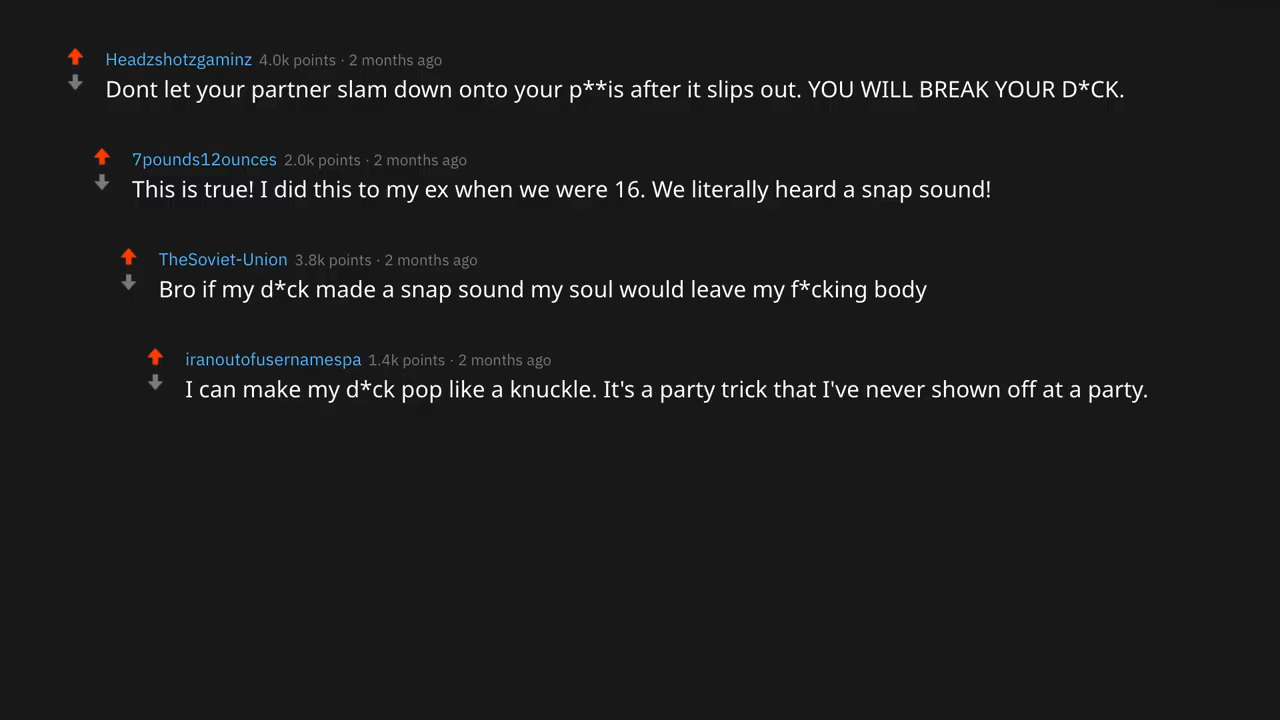 Headzshotzgaminz 4.0k points · 2 months ago
Dont let your partner slam down onto your p**is after it slips out. YOU WILL BREAK YOUR D*CK.
7pounds12ounces 2.0k points · 2 months ago
This is true! I did this to my ex when we were 16. We literally heard a snap sound!
TheSoviet-Union 3.8k points · 2 months ago
Bro if my d*ck made a snap sound my soul would leave my f*cking body
iranoutofusernamespa 1.4k points · 2 months ago
I can make my d*ck pop like a knuckle. It's a party trick that I've never shown off at a party.